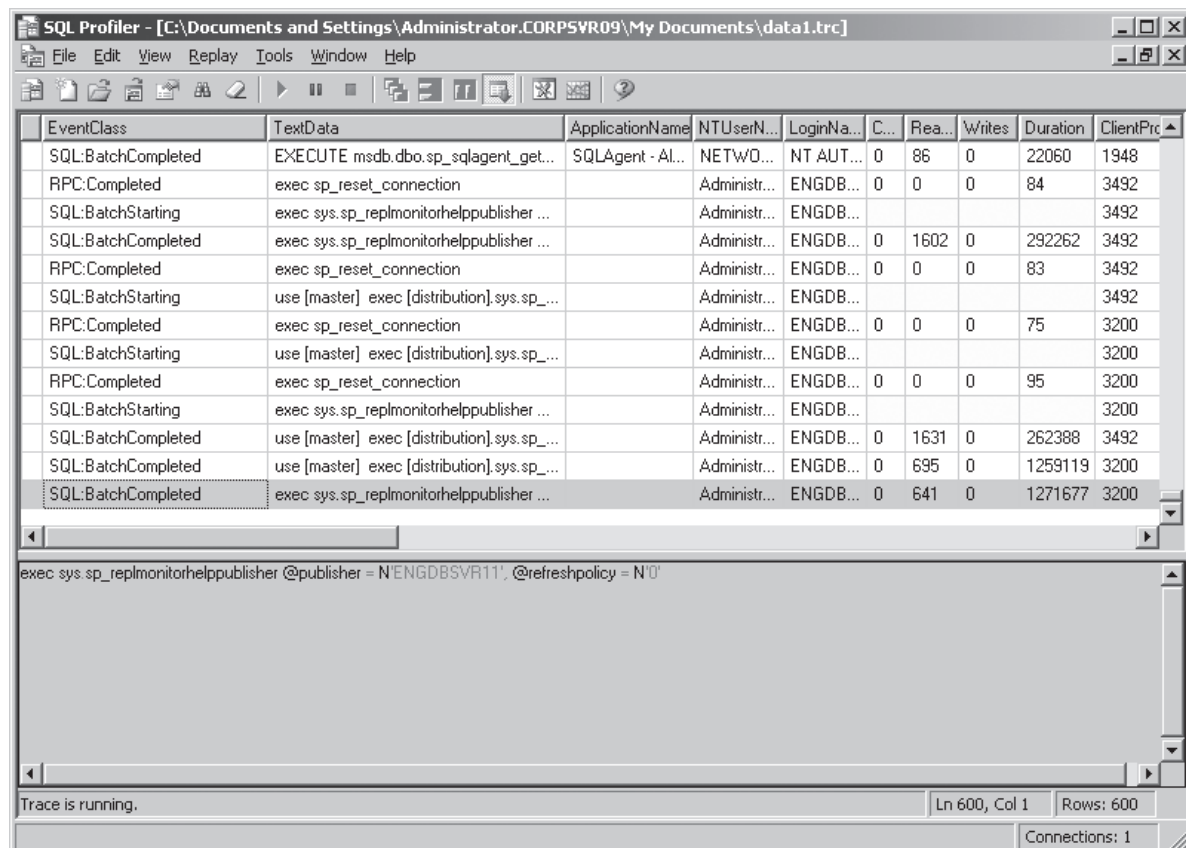 SQL Profiler - [C:\Documents and Settings\Administrator.CORPSVR09\My Documents\data1.trc]
File Edit View Replay Tools Window Help
EventClass TextData ApplicationName NTUserN... LoginNa... C... Rea... Writes Duration ClientPro
SQL:BatchCompleted EXECUTE msdb.dbo.sp_sqlagent_get... SQLAgent - Al... NETWO... NT AUT... 0 86 0 22060 1948
RPC:Completed exec sp_reset_connection Administr... ENGDB... 0 0 0 84 3492
SQL:BatchStarting exec sys.sp_replmonitorhelppublisher ... Administr... ENGDB... 3492
SQL:BatchCompleted exec sys.sp_replmonitorhelppublisher ... Administr... ENGDB... 0 1602 0 292262 3492
RPC:Completed exec sp_reset_connection Administr... ENGDB... 0 0 0 83 3492
SQL:BatchStarting use [master] exec [distribution].sys.sp_... Administr... ENGDB... 3492
RPC:Completed exec sp_reset_connection Administr... ENGDB... 0 0 0 75 3200
SQL:BatchStarting use [master] exec [distribution].sys.sp_... Administr... ENGDB... 3200
RPC:Completed exec sp_reset_connection Administr... ENGDB... 0 0 0 95 3200
SQL:BatchStarting exec sys.sp_replmonitorhelppublisher ... Administr... ENGDB... 3200
SQL:BatchCompleted use [master] exec [distribution].sys.sp_... Administr... ENGDB... 0 1631 0 262388 3492
SQL:BatchCompleted use [master] exec [distribution].sys.sp_... Administr... ENGDB... 0 695 0 1259119 3200
SQL:BatchCompleted exec sys.sp_replmonitorhelppublisher ... Administr... ENGDB... 0 641 0 1271677 3200
exec sys.sp_replmonitorhelppublisher @publisher = N'ENGDBSVR11', @refreshpolicy = N'0'
Trace is running. Ln 600, Col 1 Rows: 600
Connections: 1